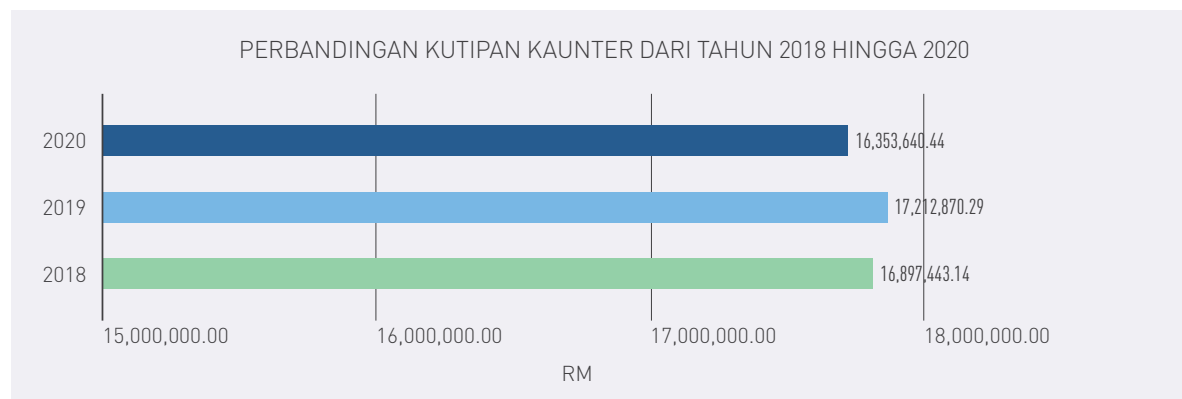 PERBANDINGAN KUTIPAN KAUNTER DARI TAHUN 2018 HINGGA 2020
2020 16,353,640.44
2019 17,212,870.29
2018 16,897,443.14
15,000,000.00 16,000,000.00 17,000,000.00 18,000,000.00
RM